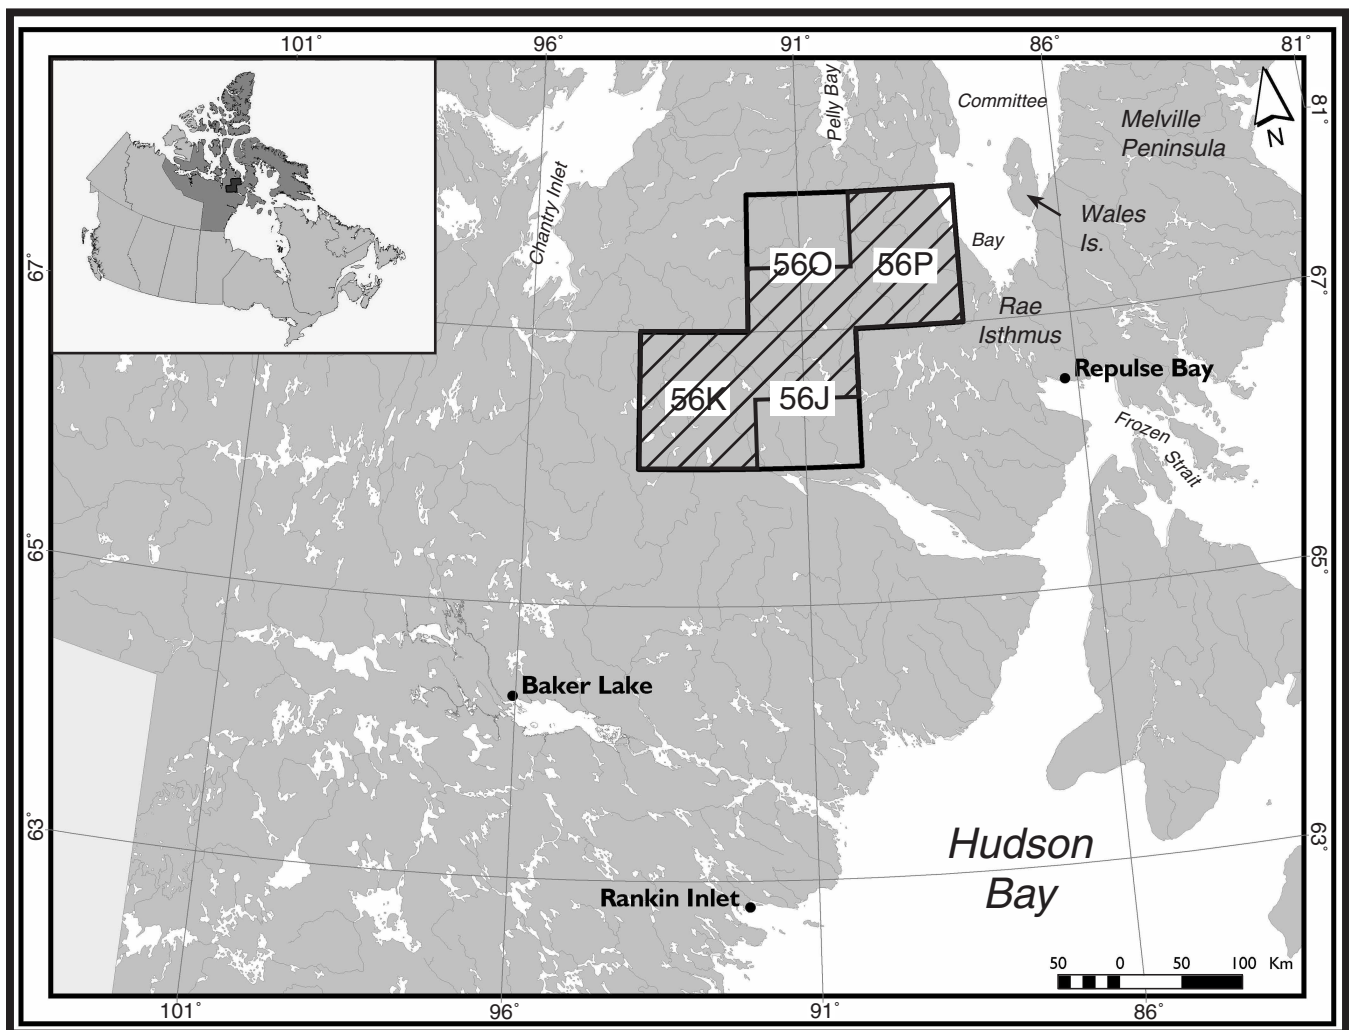 101° 96° 91° 86° 81°
Pelly Bay
Committee
81°
N
Melville
Peninsula
Chantry Inlet
Wales
Is.
Bay
67°
56O
56P
67°
Rae
Isthmus
Repulse Bay
56K
56J
Frozen
Strait
65°
65°
Baker Lake
63°
63°
Hudson
Bay
Rankin Inlet
50 0 50 100 Km
101° 96° 91° 86°